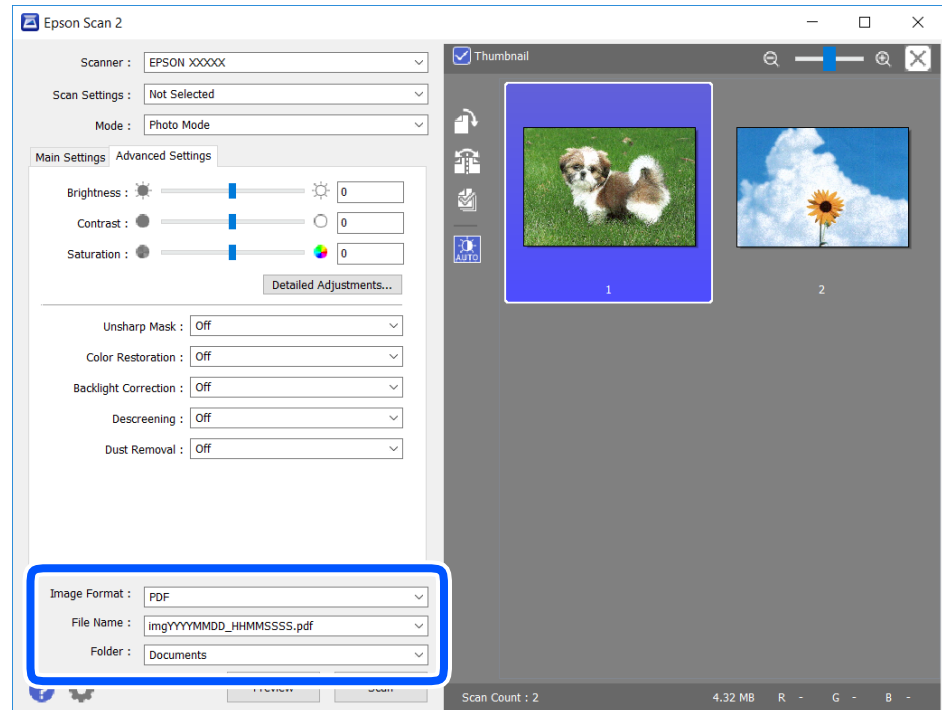 Epson Scan 2
Scanner : EPSON XXXXX
Scan Settings : Not Selected
Mode : Photo Mode
Main Settings Advanced Settings
Brightness : 0
Contrast : 0
Saturation : 0
Detailed Adjustments...
Unsharp Mask : Off
Color Restoration : Off
Backlight Correction : Off
Descreening : Off
Dust Removal : Off
Image Format : PDF
File Name : imgYYYYMMDD_HHMMSSSS.pdf
Folder : Documents
? Preview Scan
Thumbnail
AUTO
1 2
Scan Count : 2 4.32 MB R - G - B -